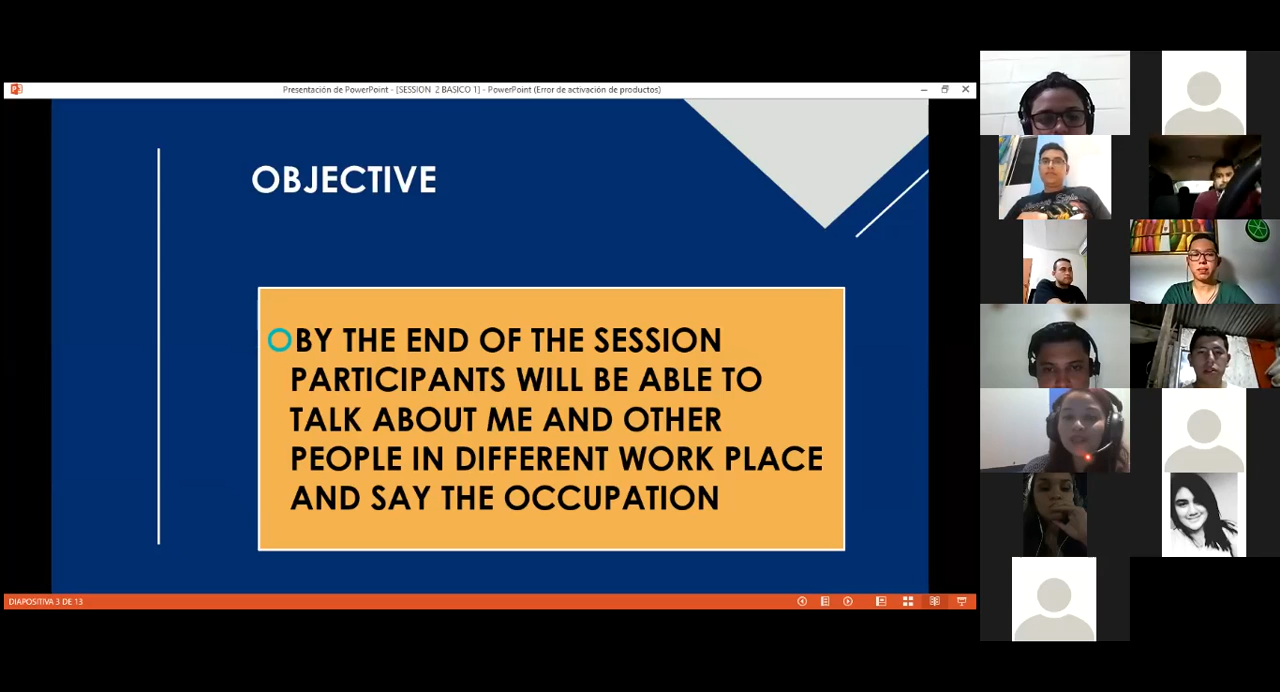 Presentación de PowerPoint - [SESSION 2 BASICO 1] - PowerPoint (Error de activación de productos)
OBJECTIVE
BY THE END OF THE SESSION
PARTICIPANTS WILL BE ABLE TO
TALK ABOUT ME AND OTHER
PEOPLE IN DIFFERENT WORK PLACE
AND SAY THE OCCUPATION
DIAPOSITIVA 3 DE 13